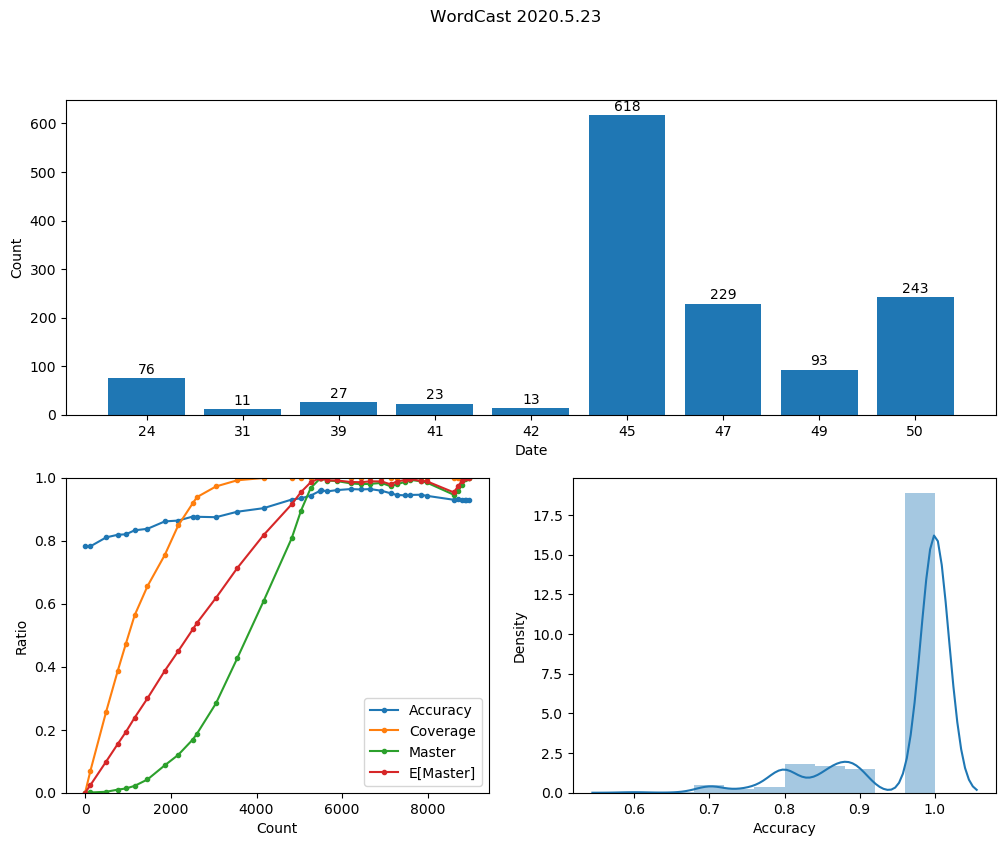 WordCast 2020.5.23
Count
600
500
400
300
200
100
0
76
11
27
23
13
618
229
93
243
24 31 39 41 42 45 47 49 50
Date
Ratio
1.0
0.8
0.6
0.4
0.2
0.0
Accuracy
Coverage
Master
E[Master]
0 2000 4000 6000 8000
Count
Density
17.5
15.0
12.5
10.0
7.5
5.0
2.5
0.0
0.6 0.7 0.8 0.9 1.0
Accuracy